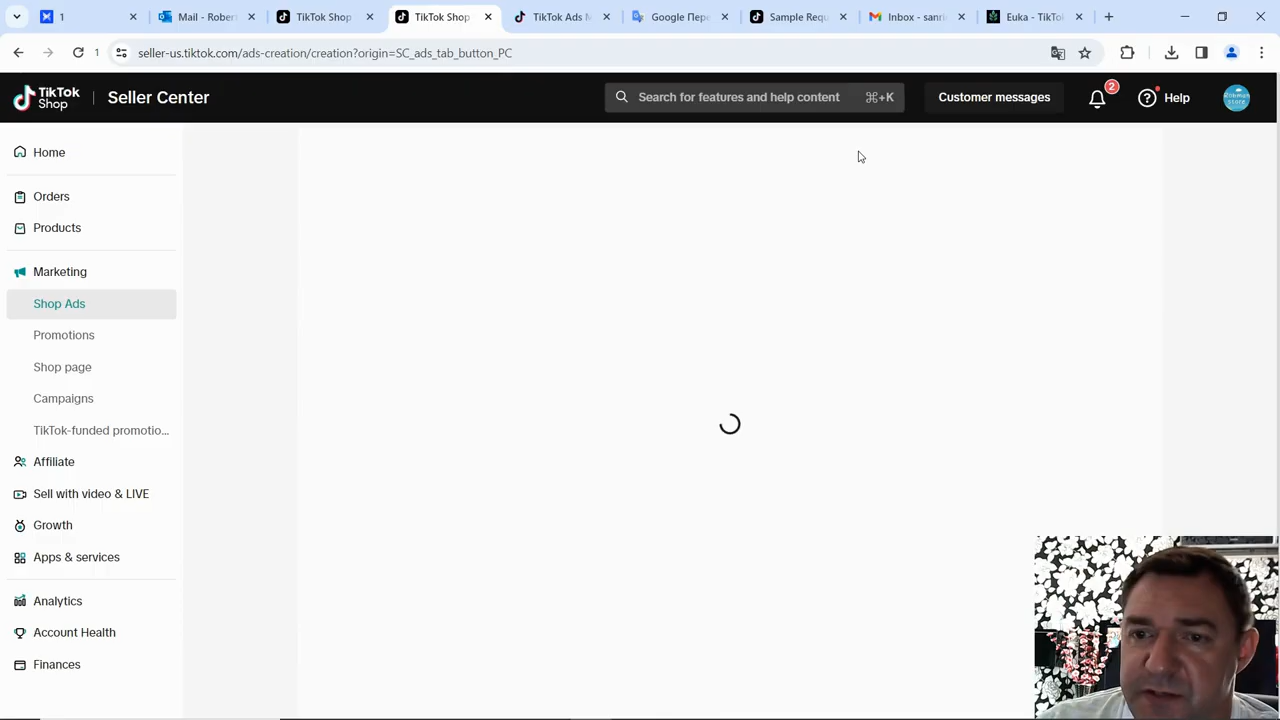 1
Mail - Rober
TikTok Shop
TikTok Shop
TikTok Ads M
Google Пере
Sample Requ
Inbox - sanri
Euka - TikTo
1
seller-us.tiktok.com/ads-creation/creation?origin=SC_ads_tab_button_PC
TikTok
Shop
Seller Center
Search for features and help content
⌘+K
Customer messages
2
Help
Home
Orders
Products
Marketing
Shop Ads
Promotions
Shop page
Campaigns
TikTok-funded promotio...
Affiliate
Sell with video & LIVE
Growth
Apps & services
Analytics
Account Health
Finances